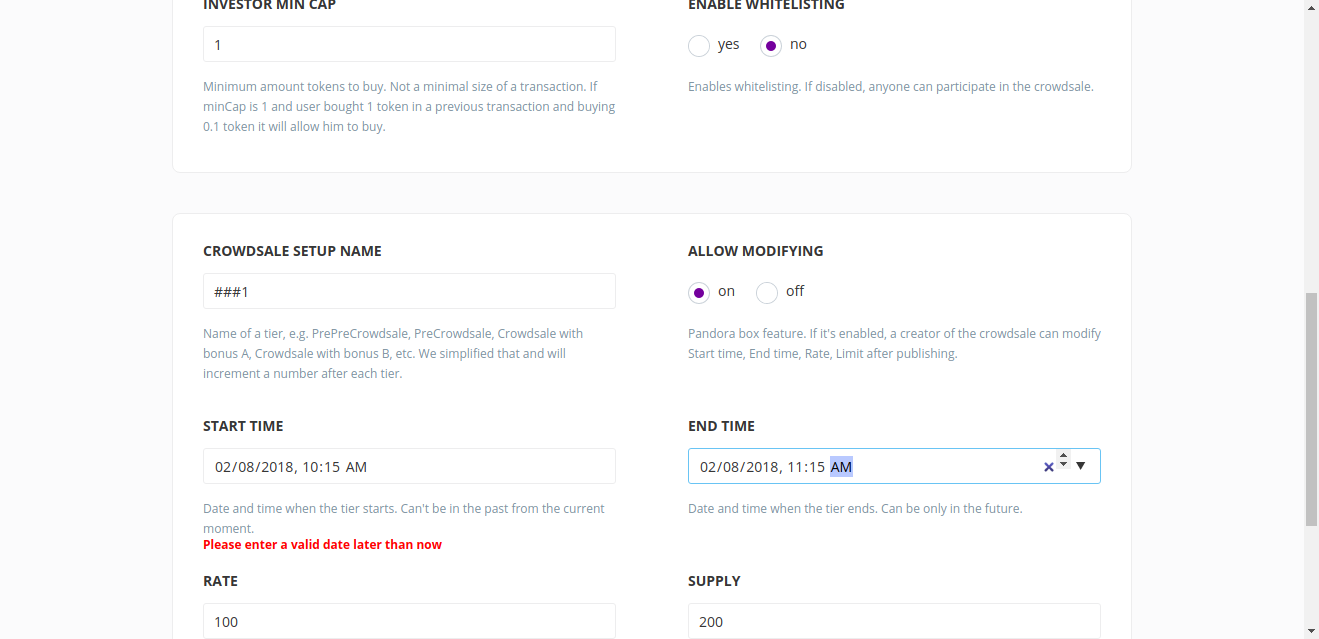 INVESTOR MIN CAP
ENABLE WHITELISTING
1
yes
no
Minimum amount tokens to buy. Not a minimal size of a transaction. If
minCap is 1 and user bought 1 token in a previous transaction and buying
0.1 token it will allow him to buy.
Enables whitelisting. If disabled, anyone can participate in the crowdsale.
CROWDSALE SETUP NAME
ALLOW MODIFYING
###1
on
off
Name of a tier, e.g. PrePreCrowdsale, PreCrowdsale, Crowdsale with
bonus A, Crowdsale with bonus B, etc. We simplified that and will
increment a number after each tier.
Pandora box feature. If it's enabled, a creator of the crowdsale can modify
Start time, End time, Rate, Limit after publishing.
START TIME
END TIME
02/08/2018, 10:15 AM
02/08/2018, 11:15 AM
Date and time when the tier starts. Can't be in the past from the current
moment.
Please enter a valid date later than now
Date and time when the tier ends. Can be only in the future.
RATE
SUPPLY
100
200